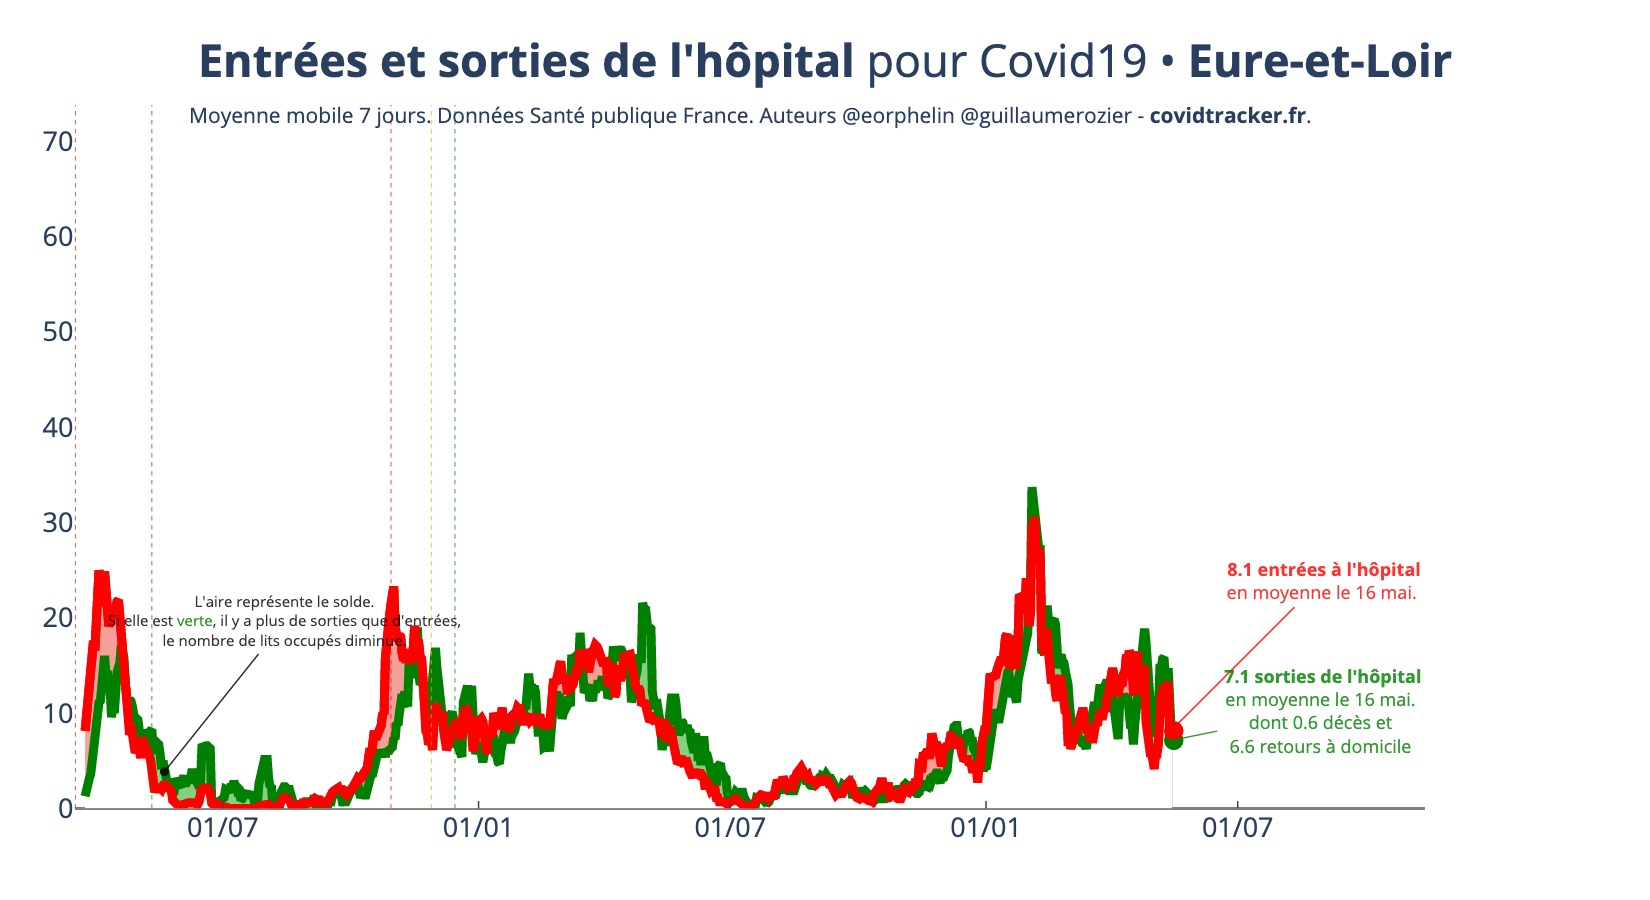 Entrées et sorties de l'hôpital pour Covid19 • Eure-et-Loir
Moyenne mobile 7 jours. Données Santé publique France. Auteurs @eorphelin @guillaumerozier - covidtracker.fr.
70
60
50
40
30
20
10
0
L'aire représente le solde.
Si elle est verte, il y a plus de sorties que d'entrées,
le nombre de lits occupés diminue.
8.1 entrées à l'hôpital
en moyenne le 16 mai.
7.1 sorties de l'hôpital
en moyenne le 16 mai.
dont 0.6 décès et
6.6 retours à domicile
01/07
01/01
01/07
01/01
01/07